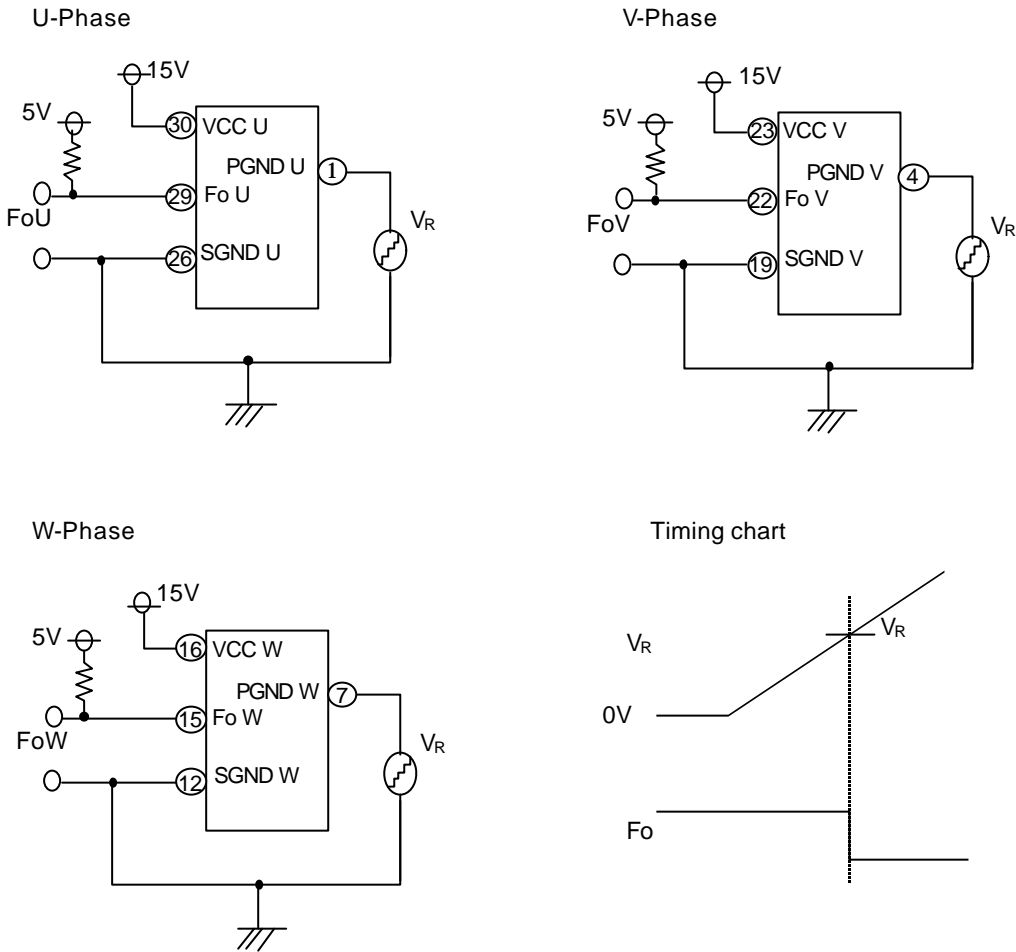 U-Phase
15V
5V
30 VCC U
PGND U 1
29 Fo U
FoU
VR
26 SGND U
V-Phase
15V
5V
23 VCC V
PGND V 4
22 Fo V
FoV
VR
19 SGND V
W-Phase
15V
5V
16 VCC W
PGND W 7
15 Fo W
FoW
VR
12 SGND W
Timing chart
VR
VR
0V
Fo